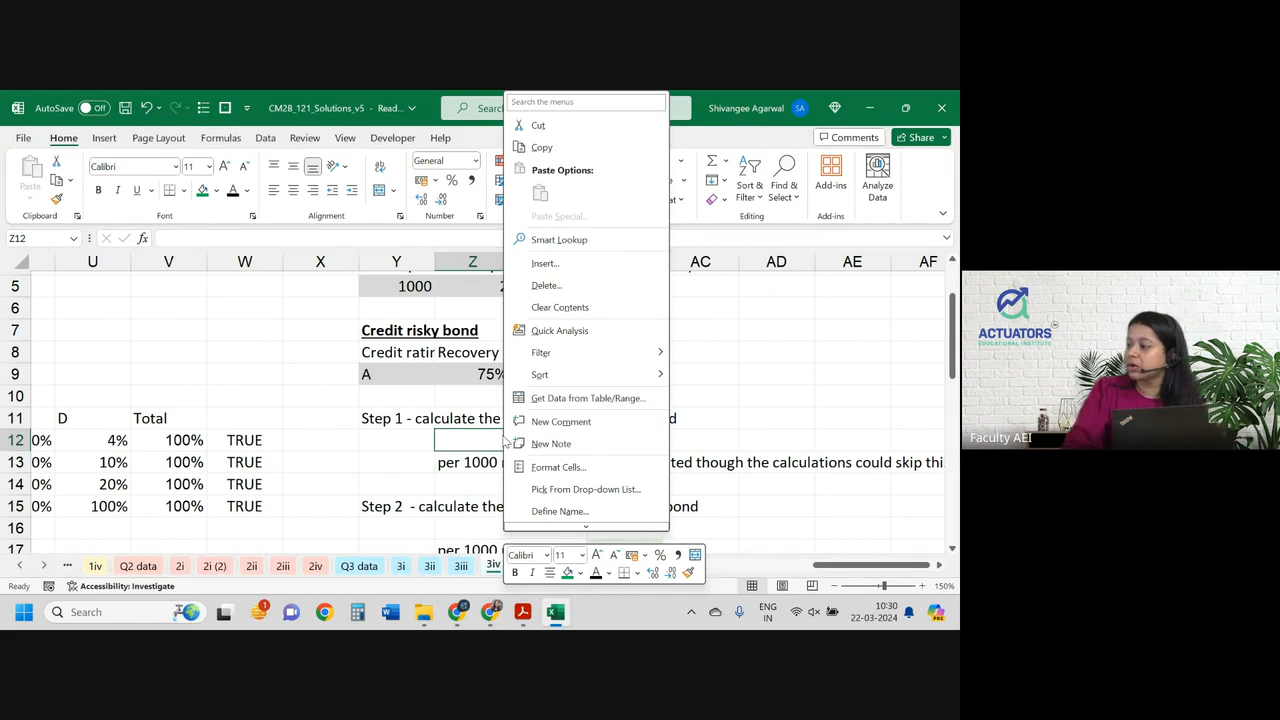 AutoSave Off CM2B_121_Solutions_v5 - Read... Searc Shivangee Agarwal SA
File Home Insert Page Layout Formulas Data Review View Developer Help Comments Share
Paste Calibri 11 General Sort & Filter Find & Select Add-ins Analyze Data
Clipboard Font Alignment Number Editing Add-ins
Z12 fx
U V W X Y Z AC AD AE AF
5 1000
6
7 Credit risky bond
8 Credit ratir Recovery
9 A 75%
10
11 D Total Step 1 - calculate the d
12 0% 4% 100% TRUE
13 0% 10% 100% TRUE per 1000 ted though the calculations could skip thi
14 0% 20% 100% TRUE
15 0% 100% 100% TRUE Step 2 - calculate the ond
16
17 per 1000
Search the menus
Cut
Copy
Paste Options:
Paste Special...
Smart Lookup
Insert...
Delete...
Clear Contents
Quick Analysis
Filter
Sort
Get Data from Table/Range...
New Comment
New Note
Format Cells...
Pick From Drop-down List...
Define Name...
Calibri 11
1iv Q2 data 2i 2i (2) 2ii 2iii 2iv Q3 data 3i 3ii 3iii 3iv
Ready Accessibility: Investigate 150%
Search ENG IN 10:30 22-03-2024
ACTUATORS
EDUCATIONAL INSTITUTE
ThinkPad
Faculty AEI